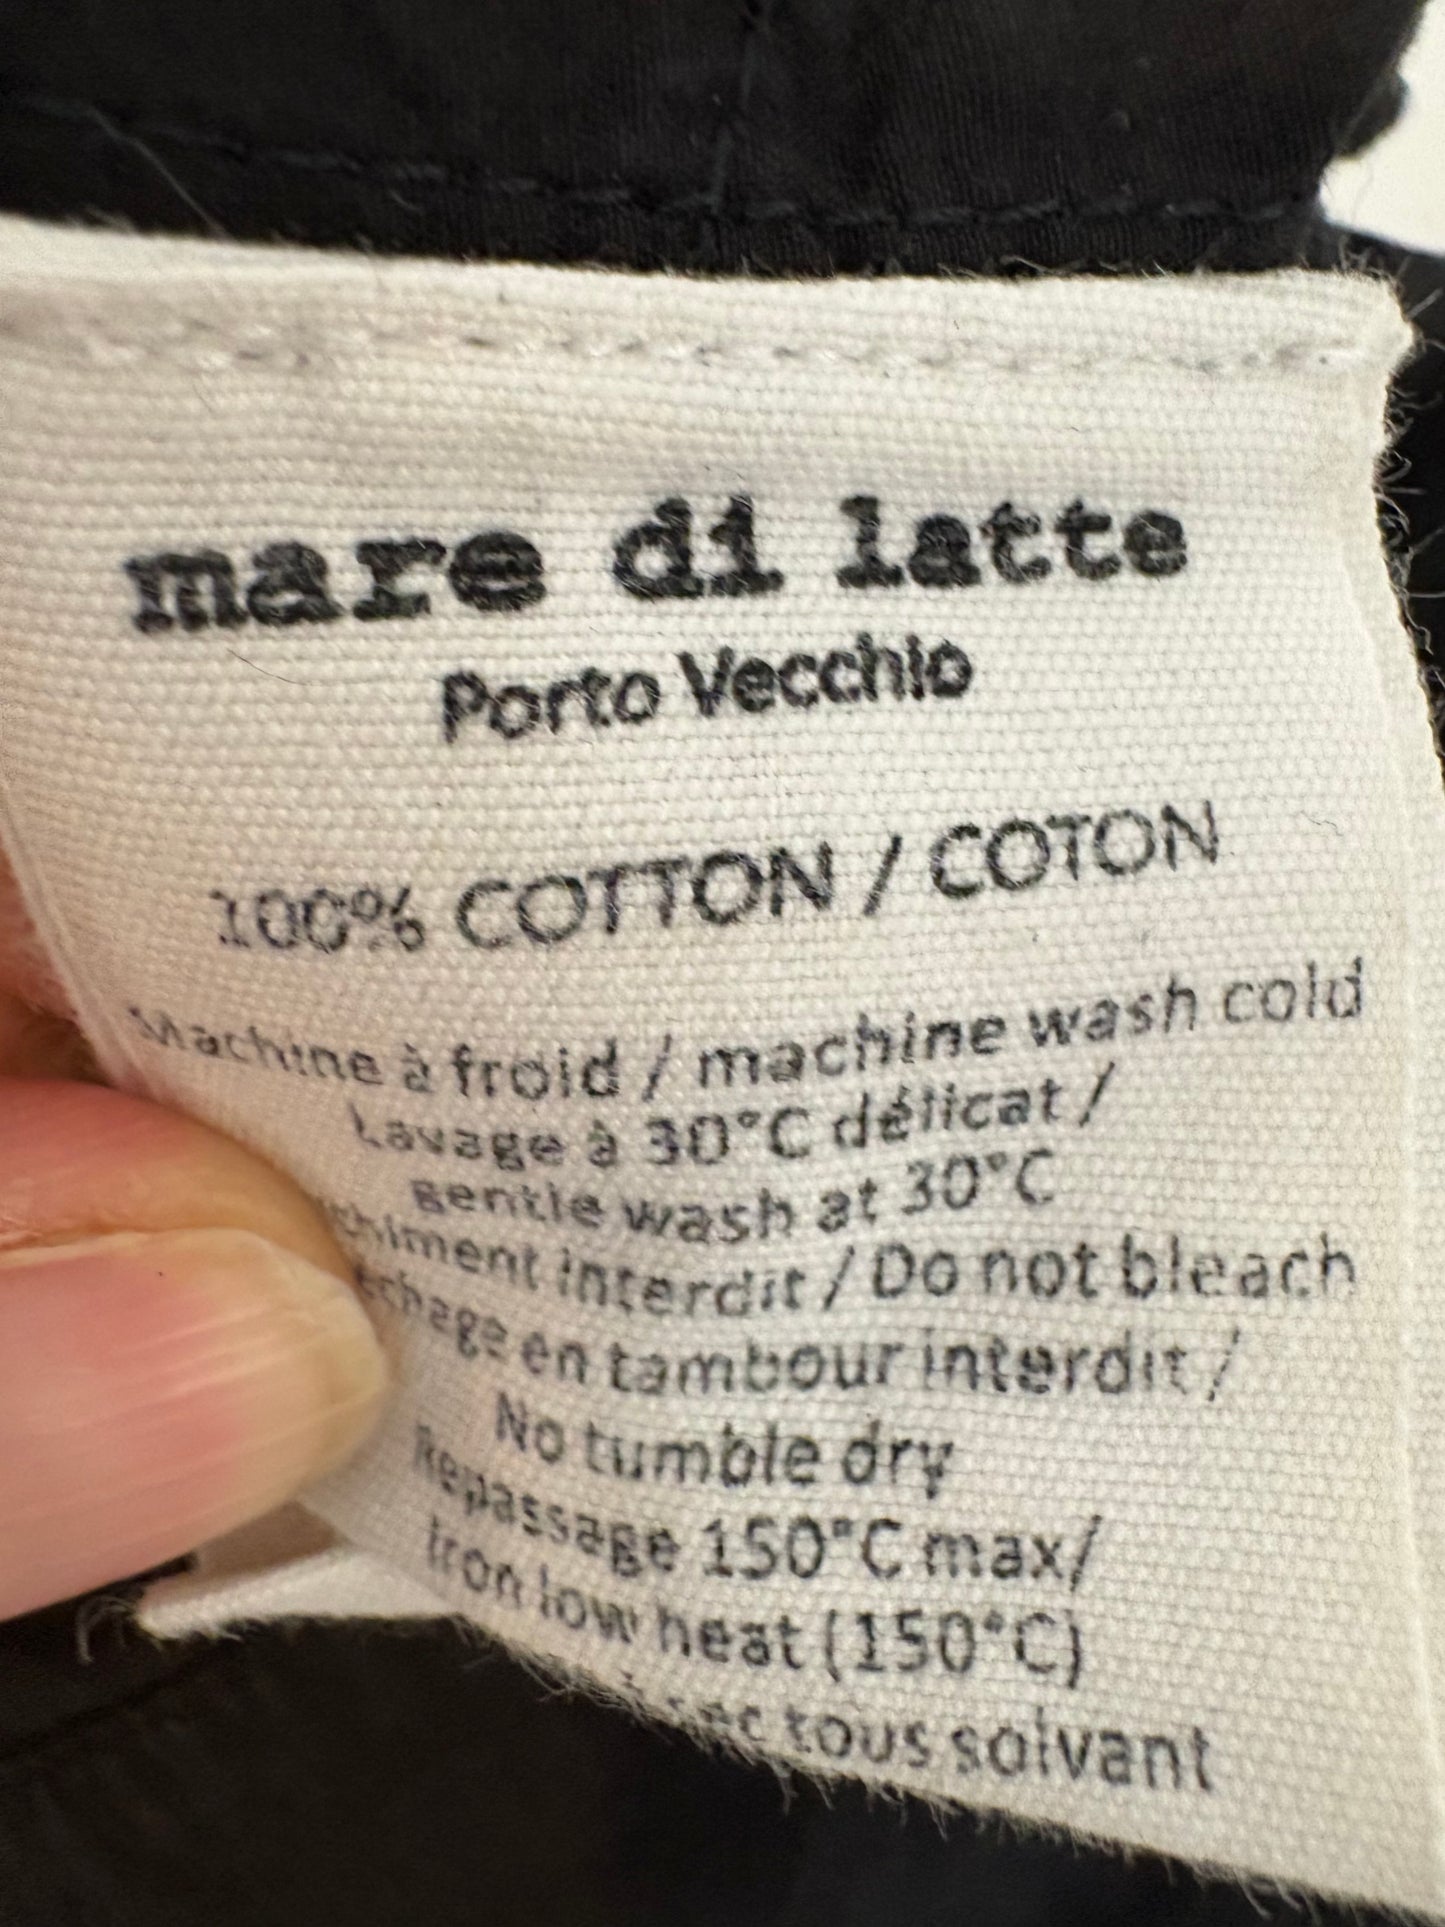 mare di latte
Porto Vecchio
100% COTTON / COTON
Machine à froid / machine wash cold
Lavage à 30°C délicat /
gentle wash at 30°C
interdit / Do not bleach
en tambour interdit /
No tumble dry
Repassage 150°C max/
iron low heat (150°C)
sec tous solvant